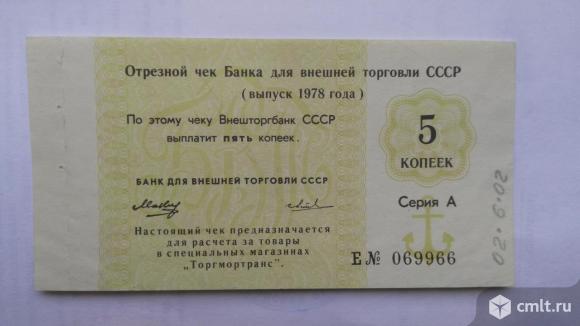 Отрезной чек Банка для внешней торговли СССР
(выпуск 1978 года)
По этому чеку Внешторгбанк СССР
выплатит пять копеек.
5
КОПЕЕК
БАНК ДЛЯ ВНЕШНЕЙ ТОРГОВЛИ СССР
Серия А
Настоящий чек предназначается
для расчета за товары
в специальных магазинах
„Торгмортранс".
Е № 069966
02·6·02
cmlt.ru